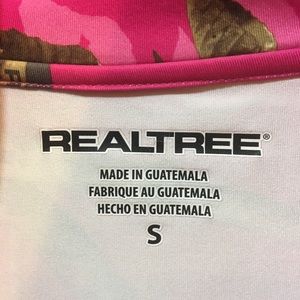 REALTREE®
MADE IN GUATEMALA
FABRIQUE AU GUATEMALA
HECHO EN GUATEMALA
S